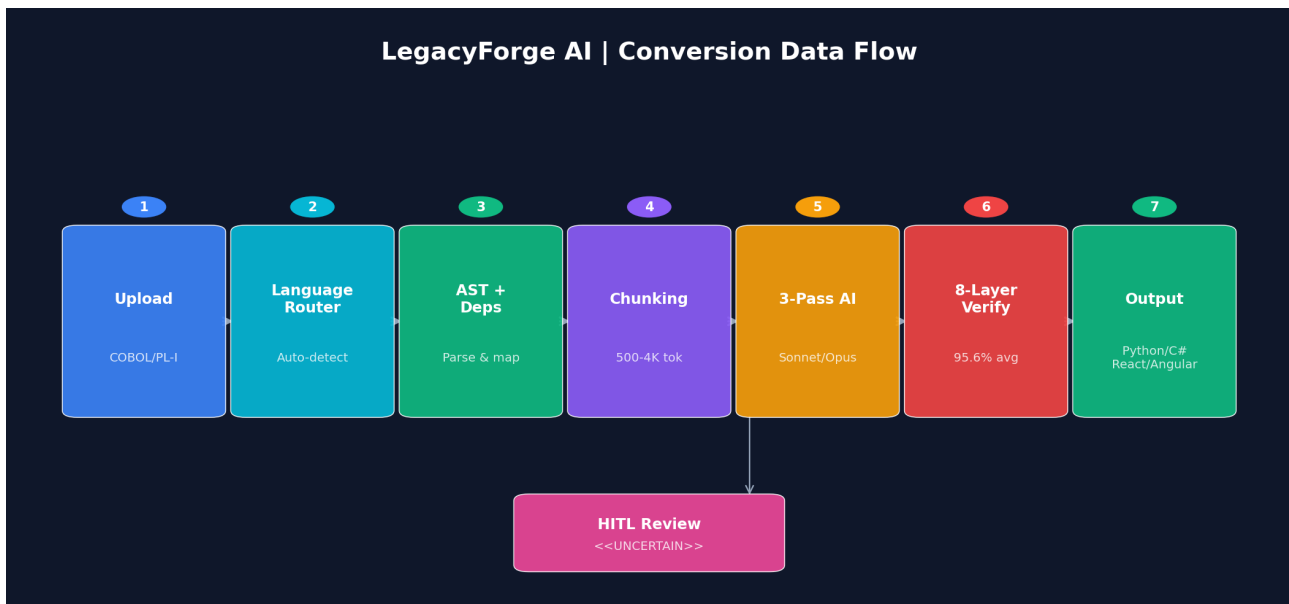 LegacyForge AI | Conversion Data Flow
1
2
3
4
5
6
7
Upload
COBOL/PL-I
Language
Router
Auto-detect
AST +
Deps
Parse & map
Chunking
500-4K tok
3-Pass AI
Sonnet/Opus
8-Layer
Verify
95.6% avg
Output
Python/C#
React/Angular
HITL Review
<<UNCERTAIN>>